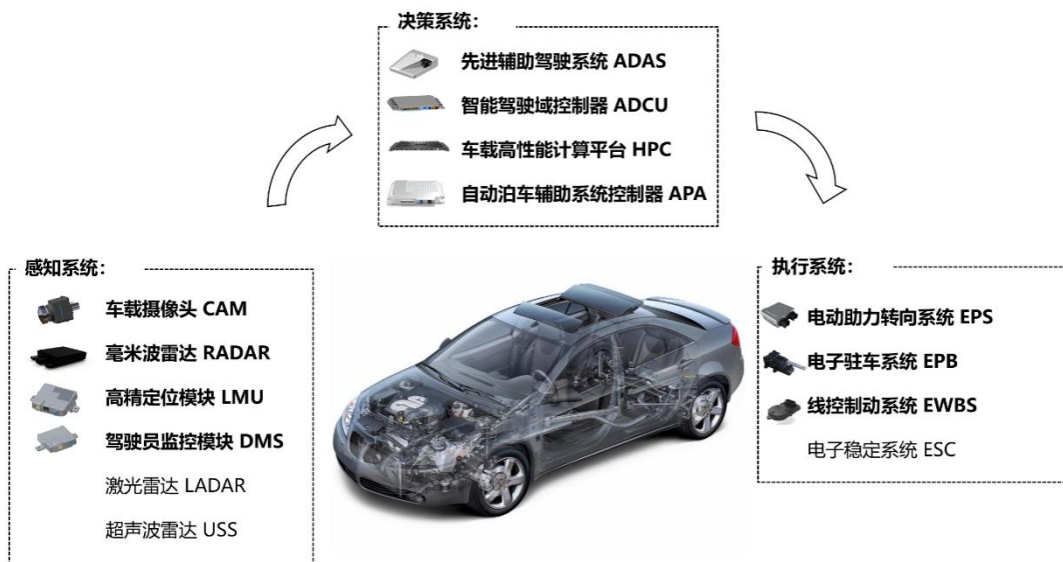 决策系统：
先进辅助驾驶系统 ADAS
智能驾驶域控制器 ADCU
车载高性能计算平台 HPC
自动泊车辅助系统控制器 APA
感知系统：
车载摄像头 CAM
毫米波雷达 RADAR
高精定位模块 LMU
驾驶员监控模块 DMS
激光雷达 LADAR
超声波雷达 USS
执行系统：
电动助力转向系统 EPS
电子驻车系统 EPB
线控制动系统 EWBS
电子稳定系统 ESC